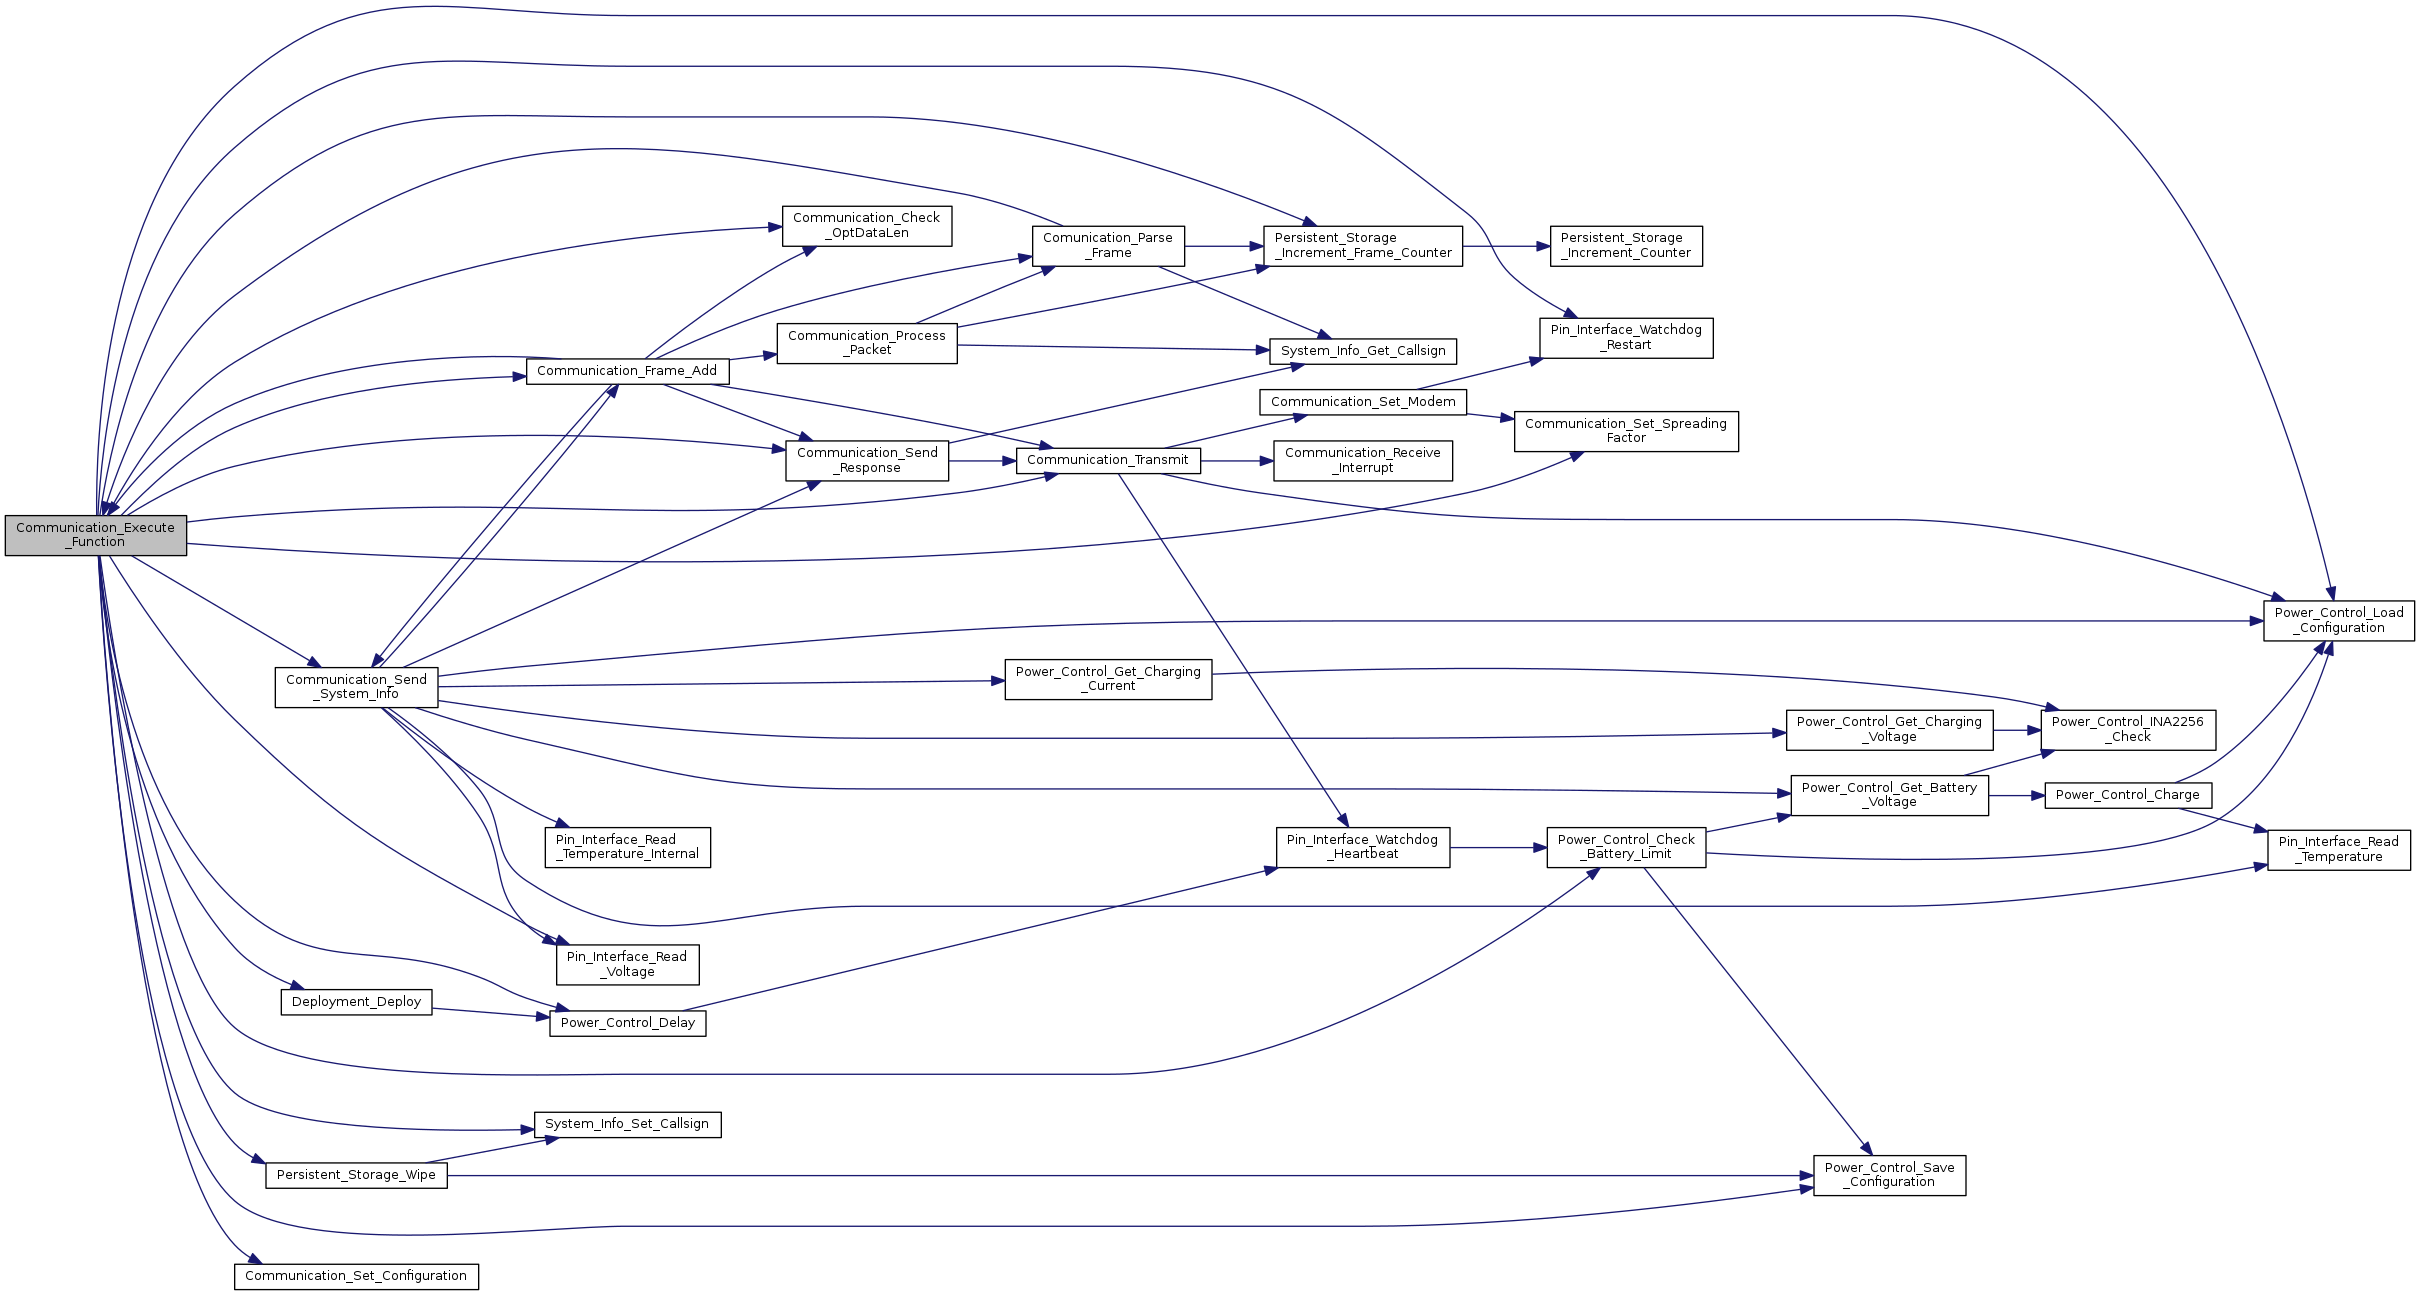 Communication_Execute
_Function
Communication_Check
_OptDataLen
Comunication_Parse
_Frame
Persistent_Storage
_Increment_Frame_Counter
Persistent_Storage
_Increment_Counter
Communication_Process
_Packet
Pin_Interface_Watchdog
_Restart
System_Info_Get_Callsign
Communication_Frame_Add
Communication_Set_Modem
Communication_Set_Spreading
Factor
Communication_Send
_Response
Communication_Transmit
Communication_Receive
_Interrupt
Power_Control_Load
_Configuration
Communication_Send
_System_Info
Power_Control_Get_Charging
_Current
Power_Control_Get_Charging
_Voltage
Power_Control_INA2256
_Check
Power_Control_Get_Battery
_Voltage
Power_Control_Charge
Pin_Interface_Read
_Temperature_Internal
Pin_Interface_Watchdog
_Heartbeat
Power_Control_Check
_Battery_Limit
Pin_Interface_Read
_Temperature
Pin_Interface_Read
_Voltage
Deployment_Deploy
Power_Control_Delay
System_Info_Set_Callsign
Persistent_Storage_Wipe
Power_Control_Save
_Configuration
Communication_Set_Configuration